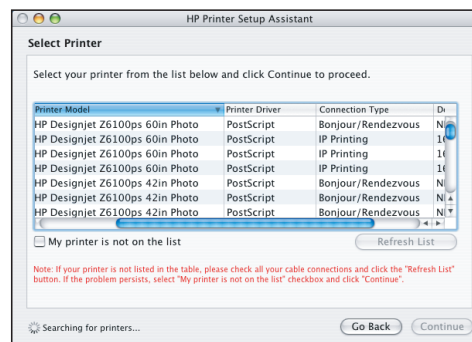 HP Printer Setup Assistant
Select Printer
Select your printer from the list below and click Continue to proceed.
Printer Model Printer Driver Connection Type
HP Designjet Z6100ps 60in Photo PostScript Bonjour/Rendezvous
HP Designjet Z6100ps 60in Photo PostScript IP Printing
HP Designjet Z6100ps 60in Photo PostScript IP Printing
HP Designjet Z6100ps 60in Photo PostScript IP Printing
HP Designjet Z6100ps 42in Photo PostScript Bonjour/Rendezvous
HP Designjet Z6100ps 42in Photo PostScript Bonjour/Rendezvous
HP Designjet Z6100ps 42in Photo PostScript Bonjour/Rendezvous
My printer is not on the list Refresh List
Note: If your printer is not listed in the table, please check all your cable connections and click the "Refresh List"
button. If the problem persists, select "My printer is not on the list" checkbox and click "Continue".
Searching for printers... Go Back Continue